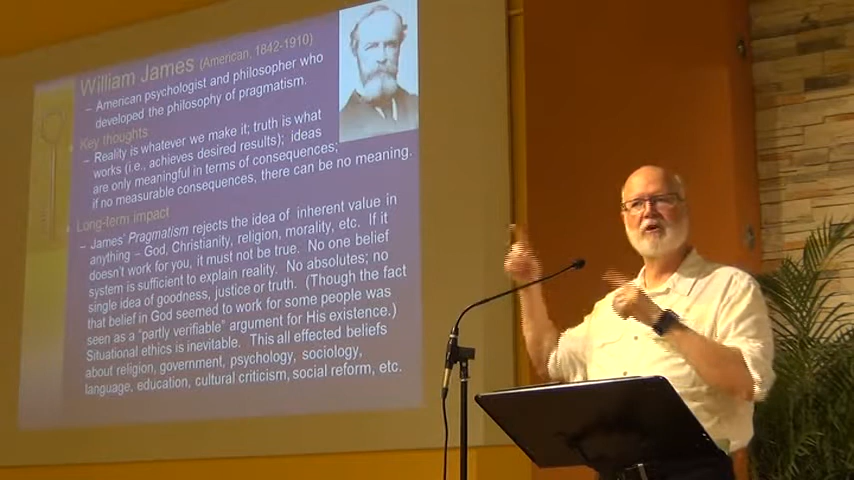 William James (American, 1842-1910)
– American psychologist and philosopher who
developed the philosophy of pragmatism.
Key thoughts
– Reality is whatever we make it; truth is what
works (i.e., achieves desired results); ideas
are only meaningful in terms of consequences;
if no measurable consequences, there can be no meaning.
Long-term impact
– James' Pragmatism rejects the idea of inherent value in
anything – God, Christianity, religion, morality, etc. If it
doesn't work for you, it must not be true. No one belief
system is sufficient to explain reality. No absolutes; no
single idea of goodness, justice or truth. (Though the fact
that belief in God seemed to work for some people was
seen as a "partly verifiable" argument for His existence.)
Situational ethics is inevitable. This all effected beliefs
about religion, government, psychology, sociology,
language, education, cultural criticism, social reform, etc.